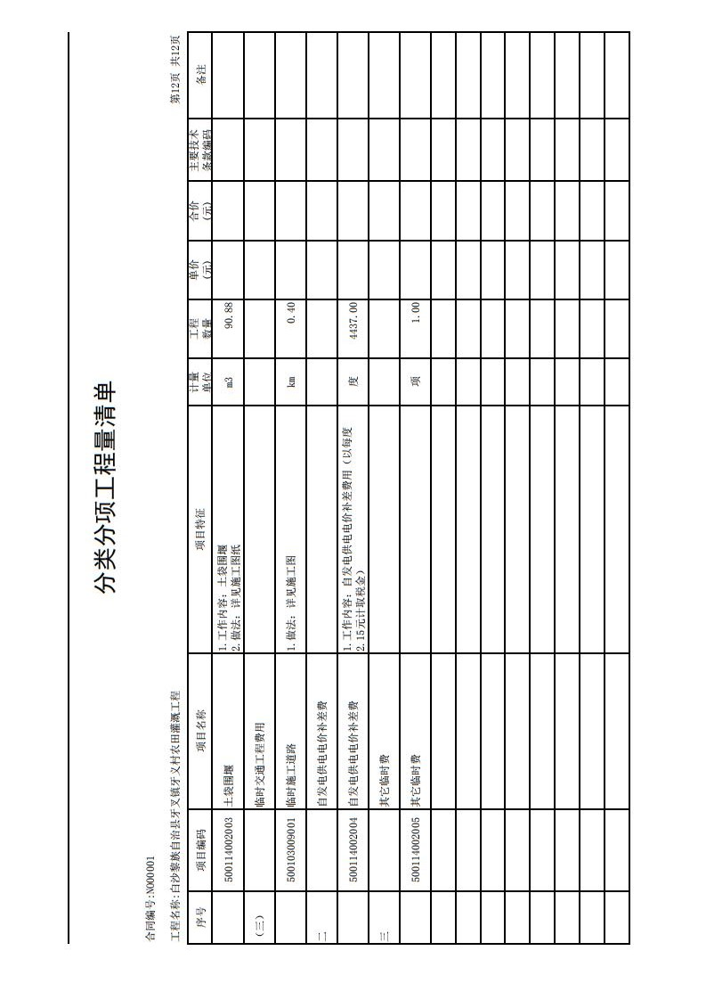 分类分项工程量清单
合同编号:N000001
工程名称:白沙黎族自治县牙叉镇牙义村农田灌溉工程 第12页 共12页
序号 项目编码 项目名称 项目特征 计量单位 工程数量 单价(元) 合价(元) 主要技术条款编码 备注
500114002003 土袋围堰 1.工作内容：土袋围堰 m3 90.88
2.做法：详见施工图纸
(三) 临时交通工程费用
500103009001 临时施工道路 1.做法：详见施工图 km 0.40
二 自发电供电电价补差费
500114002004 自发电供电电价补差费 1.工作内容：自发电供电电价补差费用（以每度 度 4437.00
2.15元计取税金）
三 其它临时费
500114002005 其它临时费 项 1.00